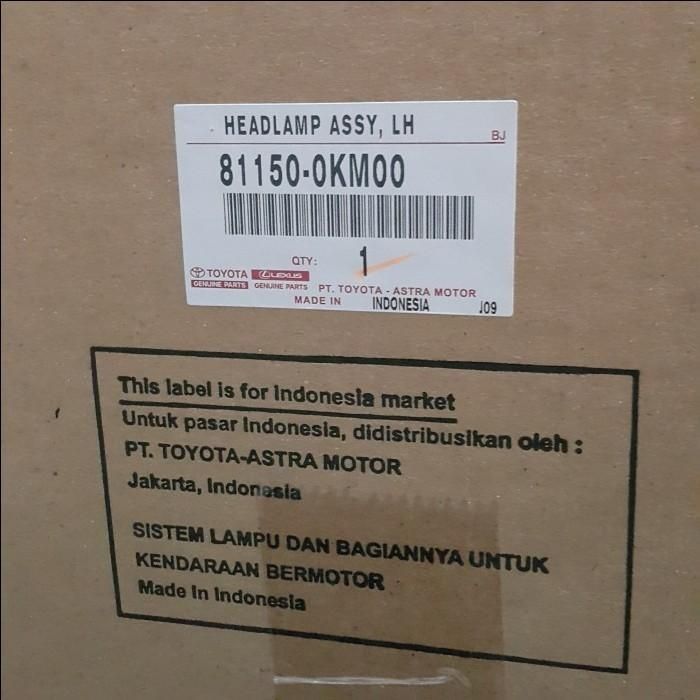 HEADLAMP ASSY, LH
BJ
81150-0KM00
QTY: 1
TOYOTA LEXUS
GENUINE PARTS GENUINE PARTS PT. TOYOTA - ASTRA MOTOR
MADE IN INDONESIA J09
This label is for Indonesia market
Untuk pasar Indonesia, didistribusikan oleh :
PT. TOYOTA-ASTRA MOTOR
Jakarta, Indonesia
SISTEM LAMPU DAN BAGIANNYA UNTUK
KENDARAAN BERMOTOR
Made In Indonesia